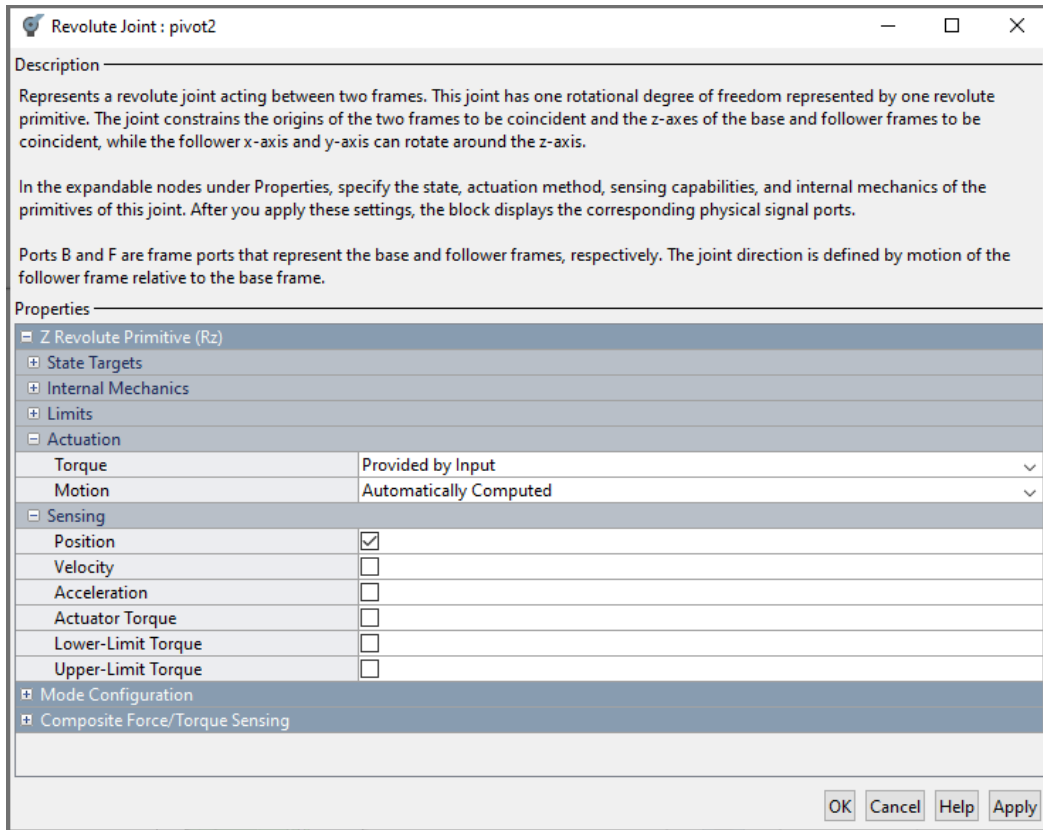 Revolute Joint : pivot2
Description
Represents a revolute joint acting between two frames. This joint has one rotational degree of freedom represented by one revolute
primitive. The joint constrains the origins of the two frames to be coincident and the z-axes of the base and follower frames to be
coincident, while the follower x-axis and y-axis can rotate around the z-axis.
In the expandable nodes under Properties, specify the state, actuation method, sensing capabilities, and internal mechanics of the
primitives of this joint. After you apply these settings, the block displays the corresponding physical signal ports.
Ports B and F are frame ports that represent the base and follower frames, respectively. The joint direction is defined by motion of the
follower frame relative to the base frame.
Properties
Z Revolute Primitive (Rz)
State Targets
Internal Mechanics
Limits
Actuation
Torque Provided by Input
Motion Automatically Computed
Sensing
Position
Velocity
Acceleration
Actuator Torque
Lower-Limit Torque
Upper-Limit Torque
Mode Configuration
Composite Force/Torque Sensing
OK Cancel Help Apply